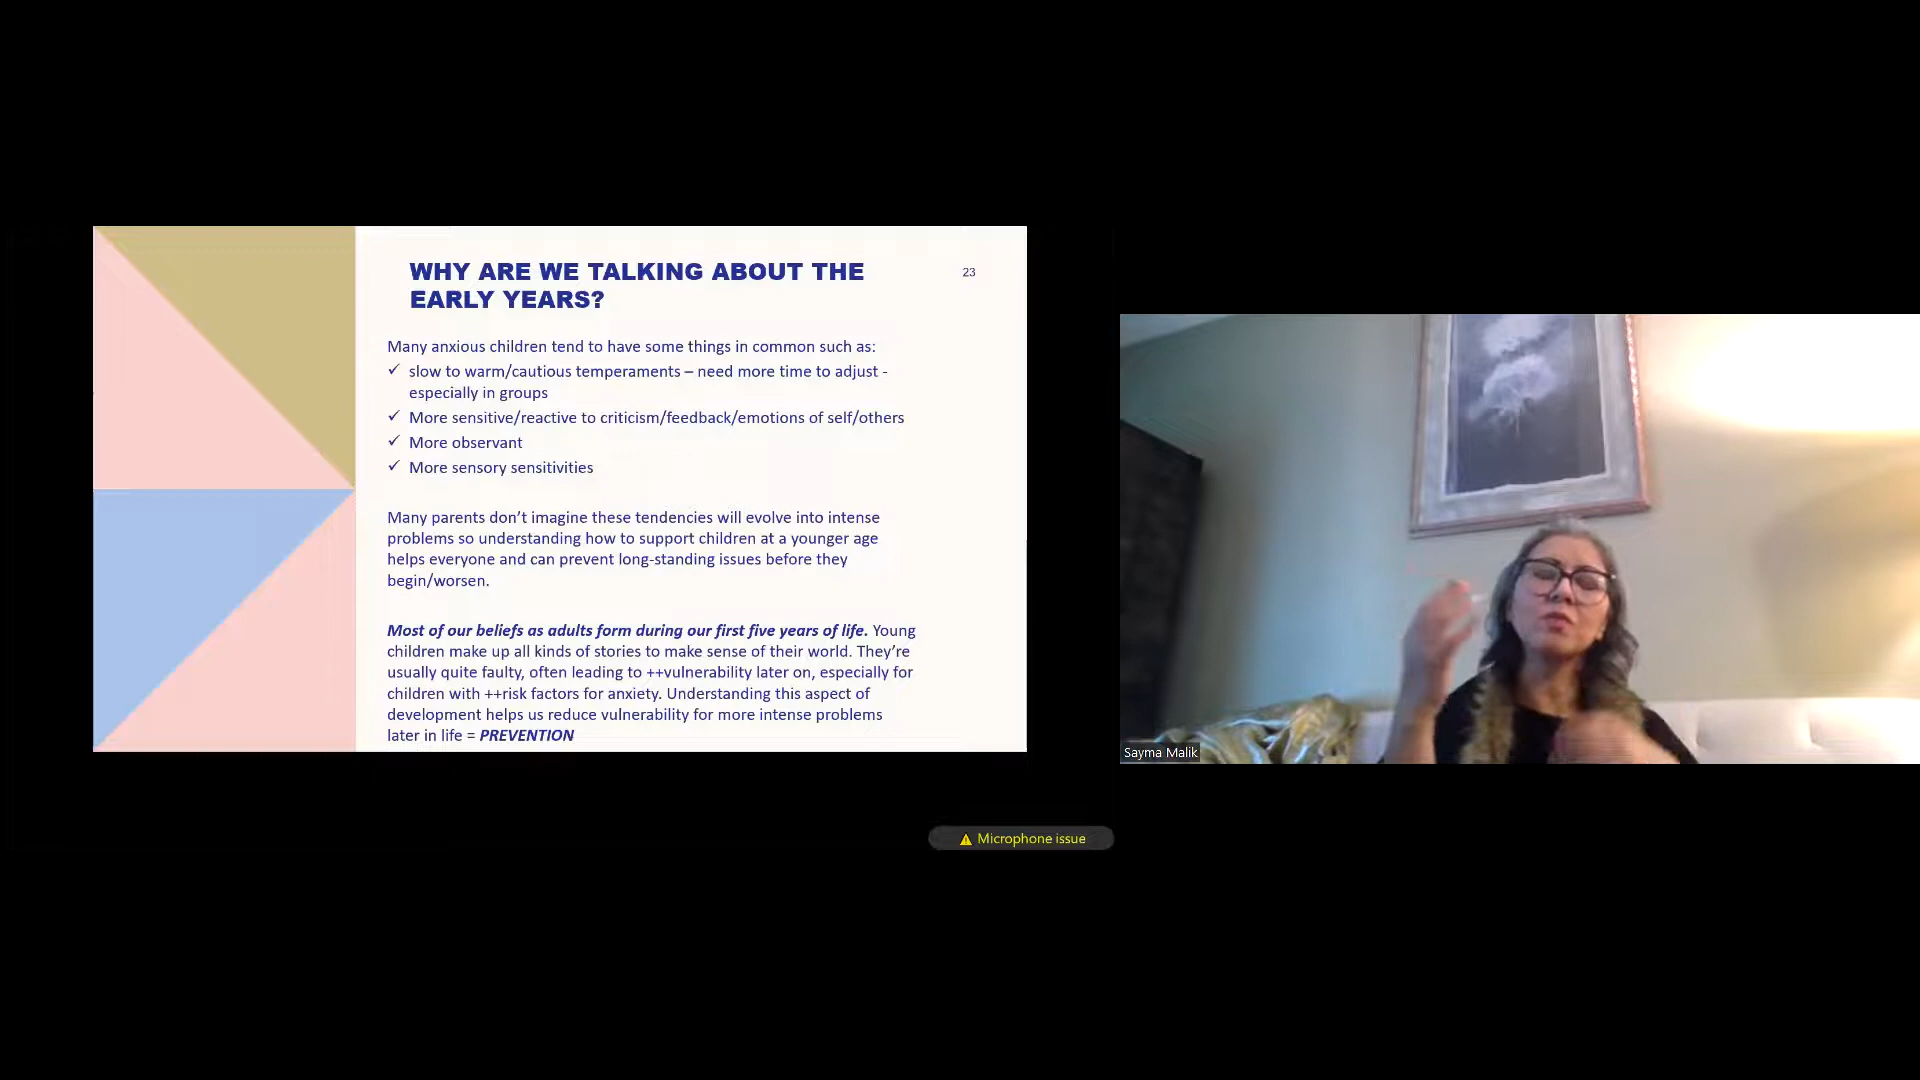 WHY ARE WE TALKING ABOUT THE
EARLY YEARS?
23
Many anxious children tend to have some things in common such as:
✓ slow to warm/cautious temperaments – need more time to adjust -
especially in groups
✓ More sensitive/reactive to criticism/feedback/emotions of self/others
✓ More observant
✓ More sensory sensitivities
Many parents don’t imagine these tendencies will evolve into intense
problems so understanding how to support children at a younger age
helps everyone and can prevent long-standing issues before they
begin/worsen.
Most of our beliefs as adults form during our first five years of life. Young
children make up all kinds of stories to make sense of their world. They’re
usually quite faulty, often leading to ++vulnerability later on, especially for
children with ++risk factors for anxiety. Understanding this aspect of
development helps us reduce vulnerability for more intense problems
later in life = PREVENTION
Sayma Malik
Microphone issue